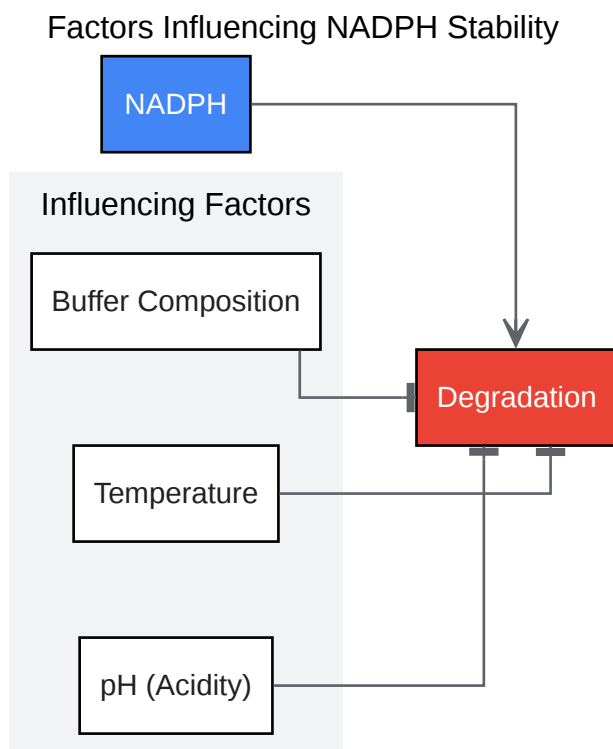 Factors Influencing NADPH Stability
NADPH
Influencing Factors
Buffer Composition
Degradation
Temperature
pH (Acidity)